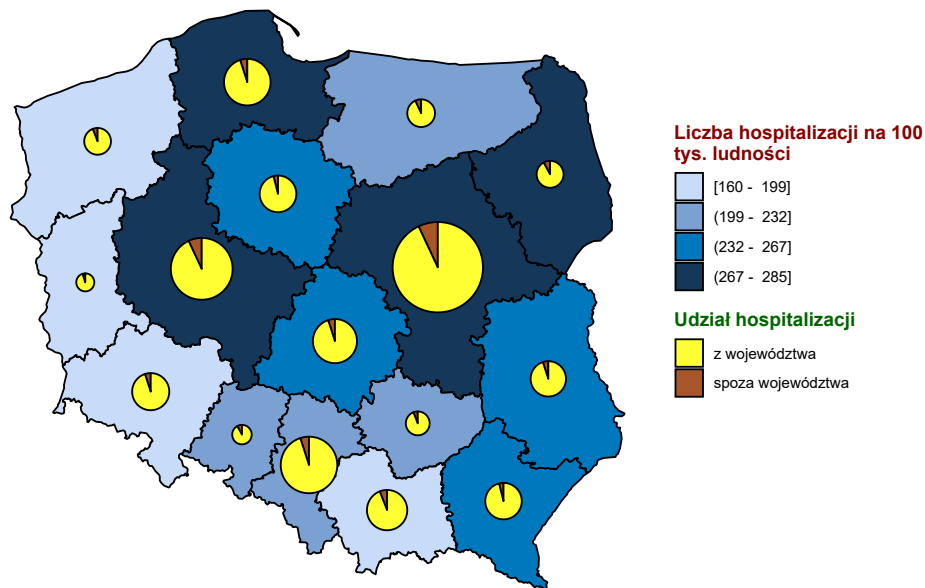 Liczba hospitalizacji na 100
tys. ludności
[160 - 199]
(199 - 232]
(232 - 267]
(267 - 285]
Udział hospitalizacji
z województwa
spoza województwa